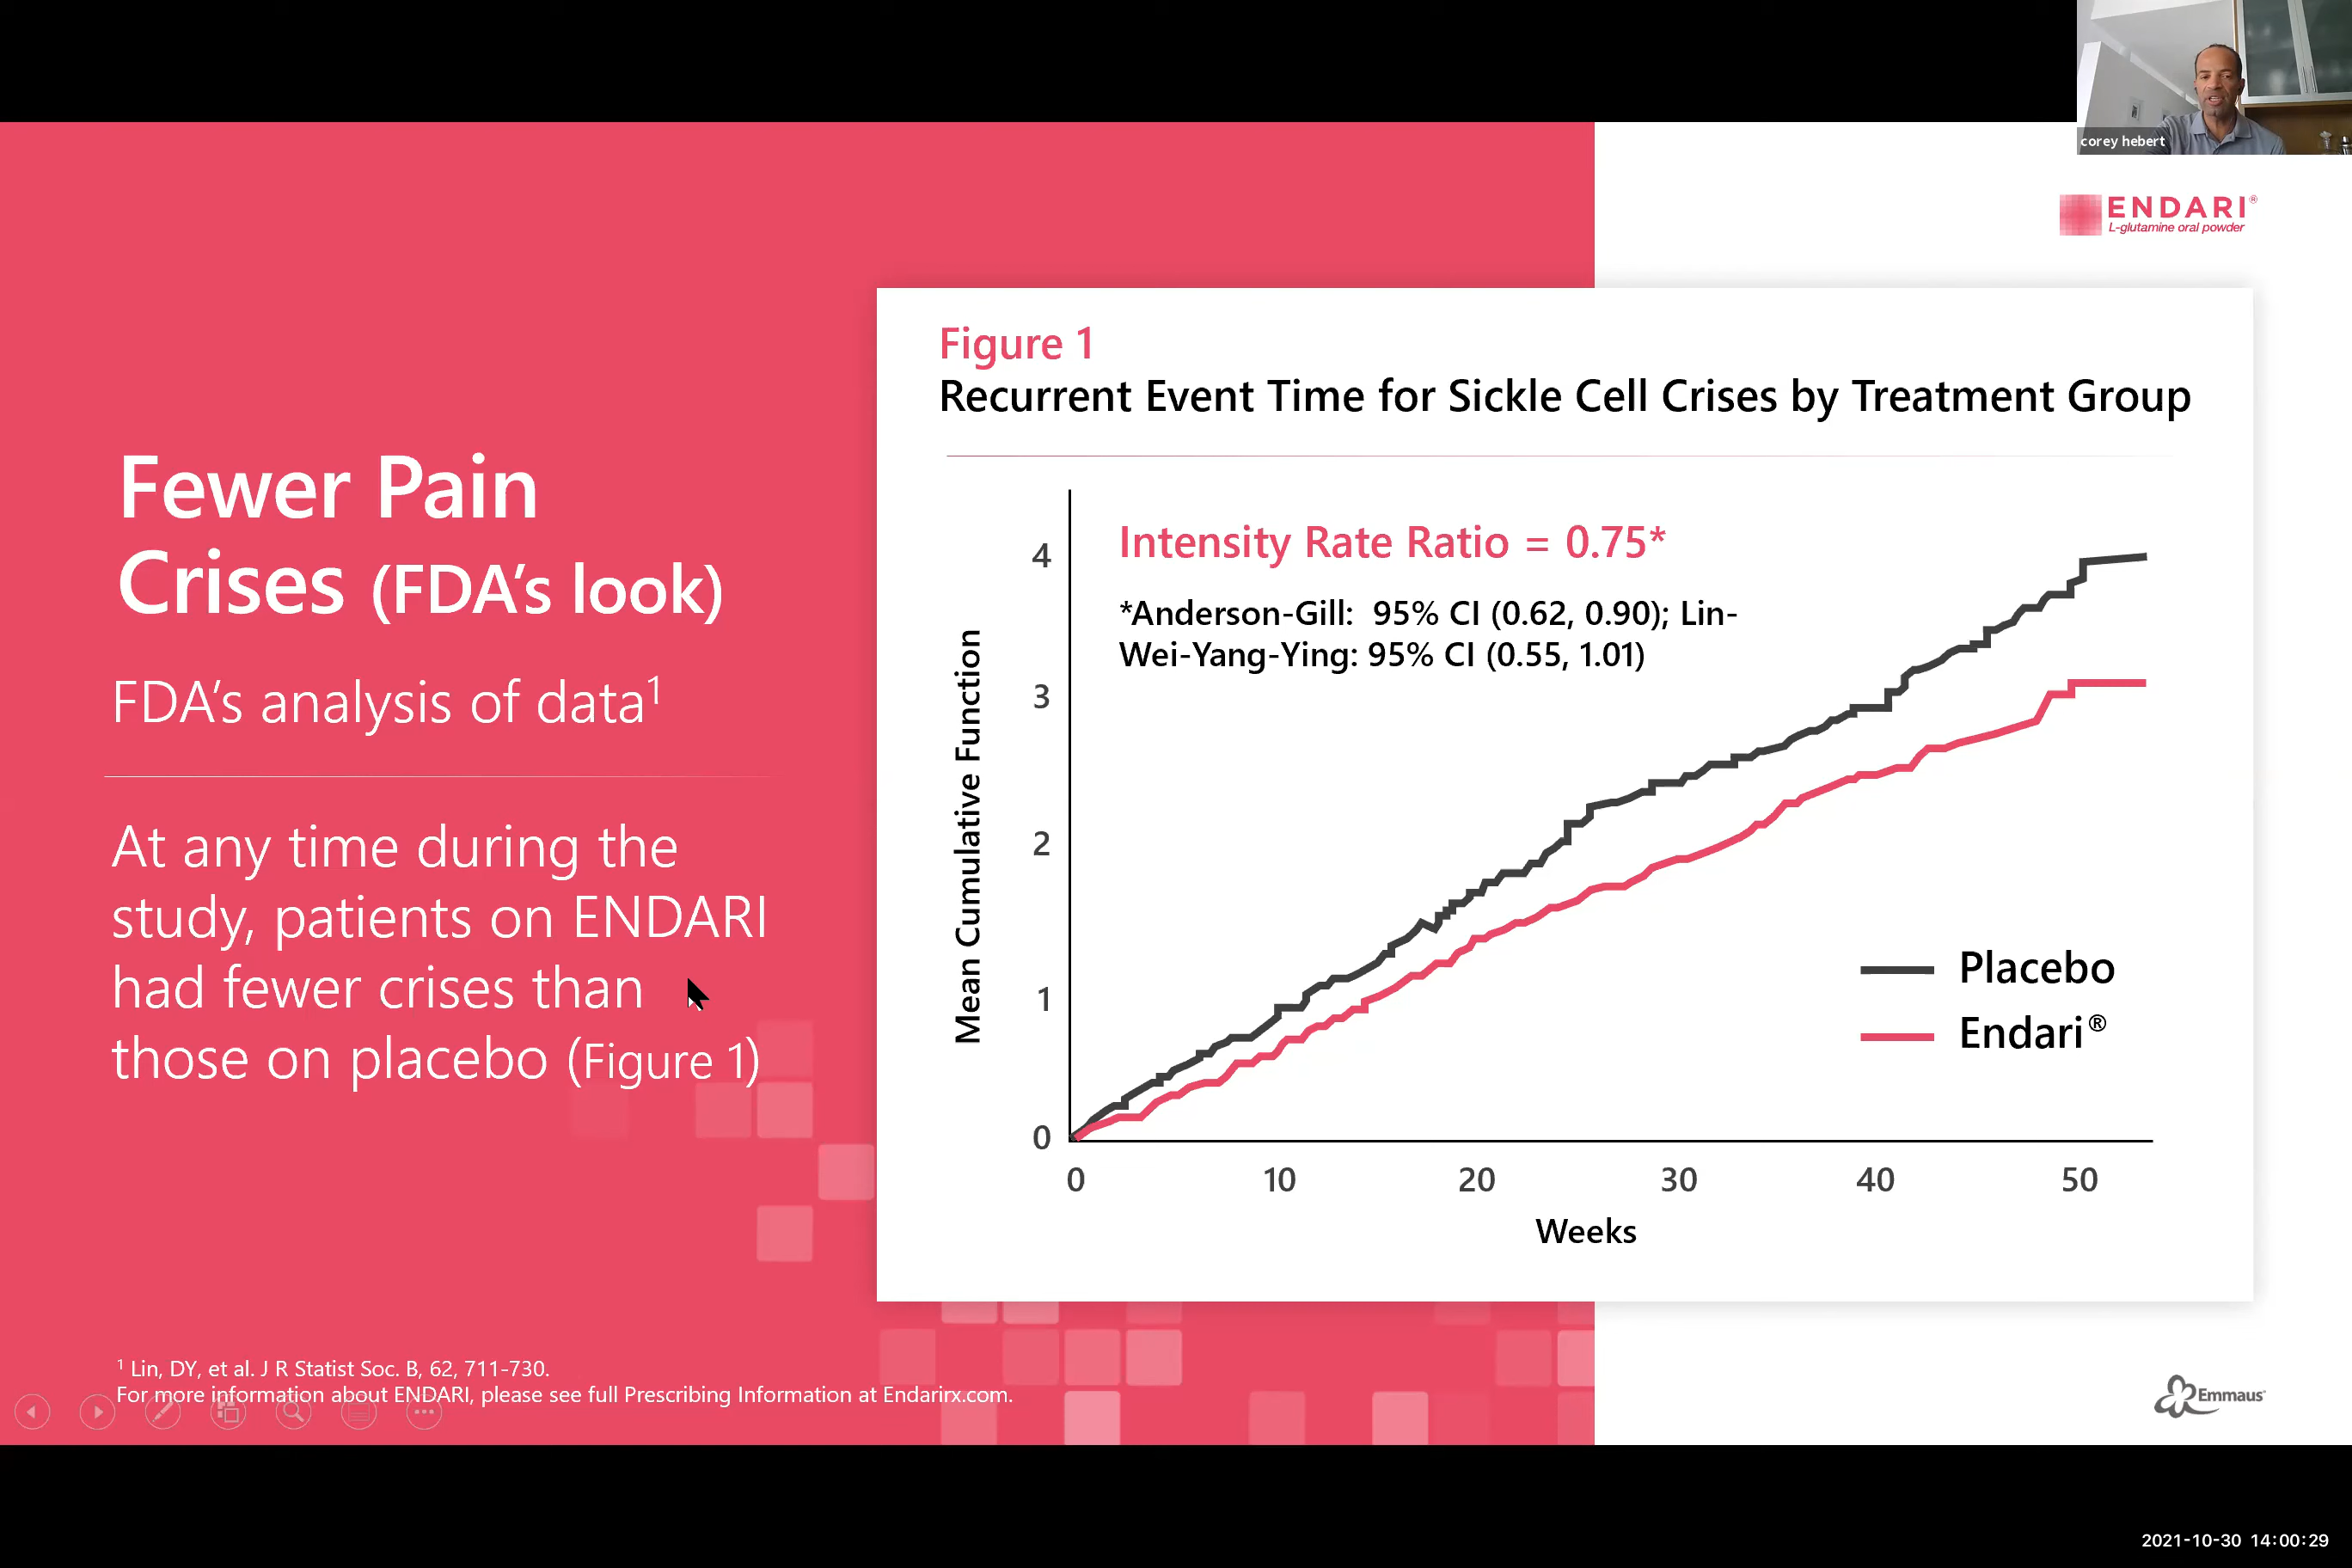 corey hebert
ENDARI®
L-glutamine oral powder
Fewer Pain
Crises (FDA’s look)
FDA’s analysis of data¹
At any time during the
study, patients on ENDARI
had fewer crises than
those on placebo (Figure 1)
Figure 1
Recurrent Event Time for Sickle Cell Crises by Treatment Group
Intensity Rate Ratio = 0.75*
*Anderson-Gill:  95% CI (0.62, 0.90); Lin-
Wei-Yang-Ying: 95% CI (0.55, 1.01)
Mean Cumulative Function
4
3
2
1
0
Placebo
Endari®
0 10 20 30 40 50
Weeks
¹ Lin, DY, et al. J R Statist Soc. B, 62, 711-730.
For more information about ENDARI, please see full Prescribing Information at Endarirx.com.
Emmaus
2021-10-30 14:00:29